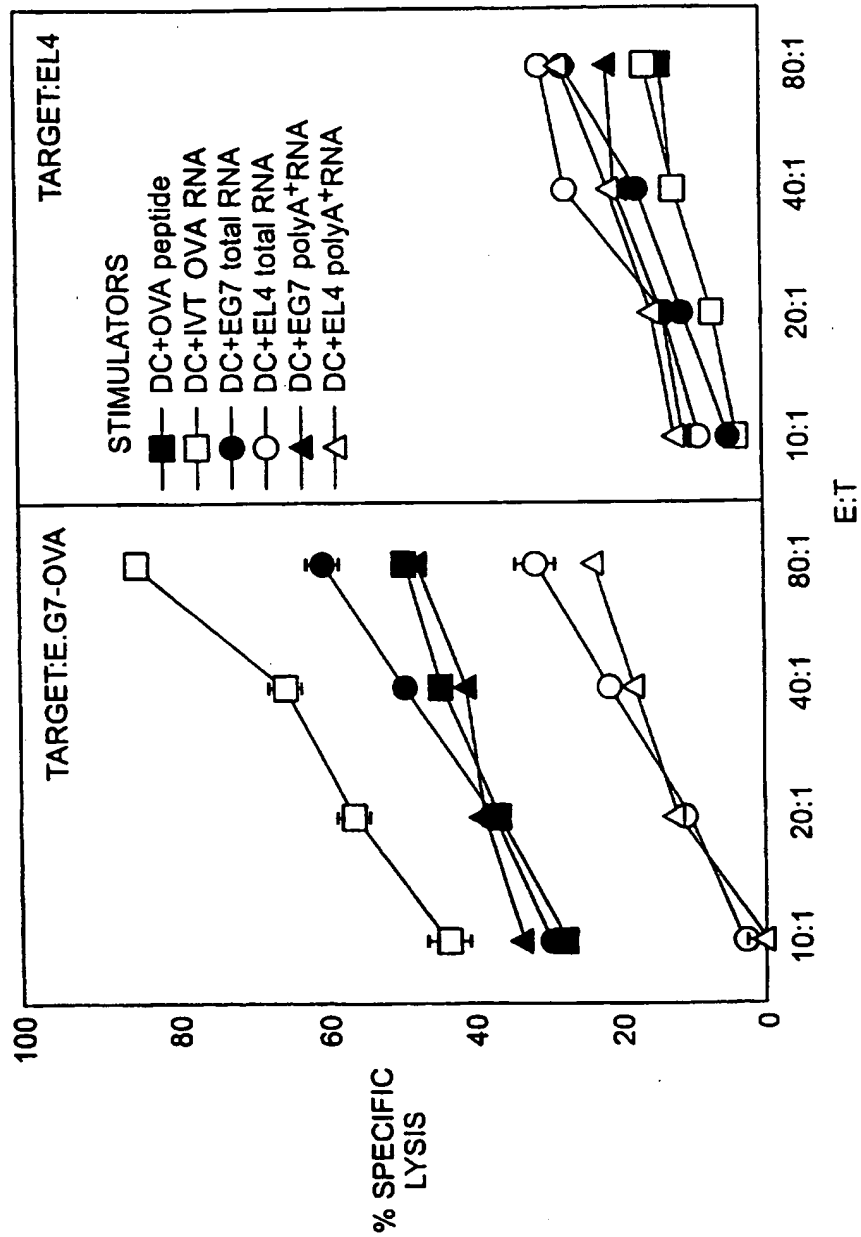 TARGET:E.G7-OVA
TARGET:EL4
STIMULATORS
DC+OVA peptide
DC+IVT OVA RNA
DC+EG7 total RNA
DC+EL4 total RNA
DC+EG7 polyA+RNA
DC+EL4 polyA+RNA
% SPECIFIC
LYSIS
100
80
60
40
20
0
10:1
20:1
40:1
80:1
10:1
20:1
40:1
80:1
E:T